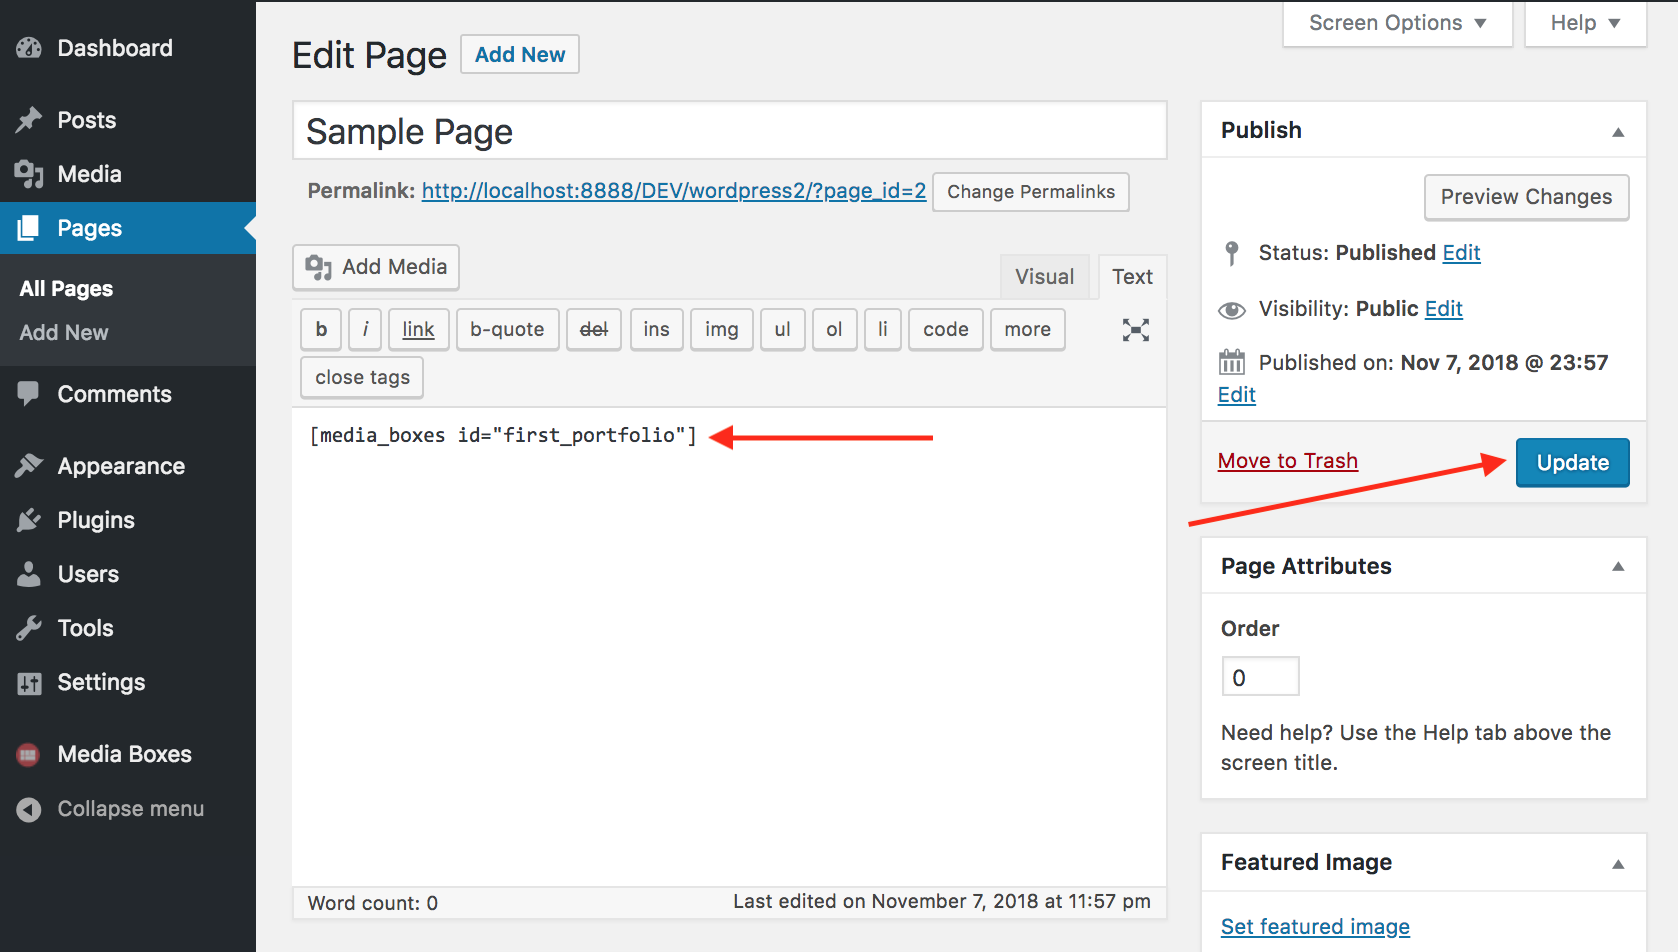 Dashboard
Posts
Media
Pages
All Pages
Add New
Comments
Appearance
Plugins
Users
Tools
Settings
Media Boxes
Collapse menu
Screen Options
Help
Edit Page
Add New
Sample Page
Permalink: http://localhost:8888/DEV/wordpress2/?page_id=2 Change Permalinks
Add Media
Visual Text
b i link b-quote del ins img ul ol li code more
close tags
[media_boxes id="first_portfolio"]
Word count: 0
Last edited on November 7, 2018 at 11:57 pm
Publish
Preview Changes
Status: Published Edit
Visibility: Public Edit
Published on: Nov 7, 2018 @ 23:57
Edit
Move to Trash
Update
Page Attributes
Order
0
Need help? Use the Help tab above the
screen title.
Featured Image
Set featured image